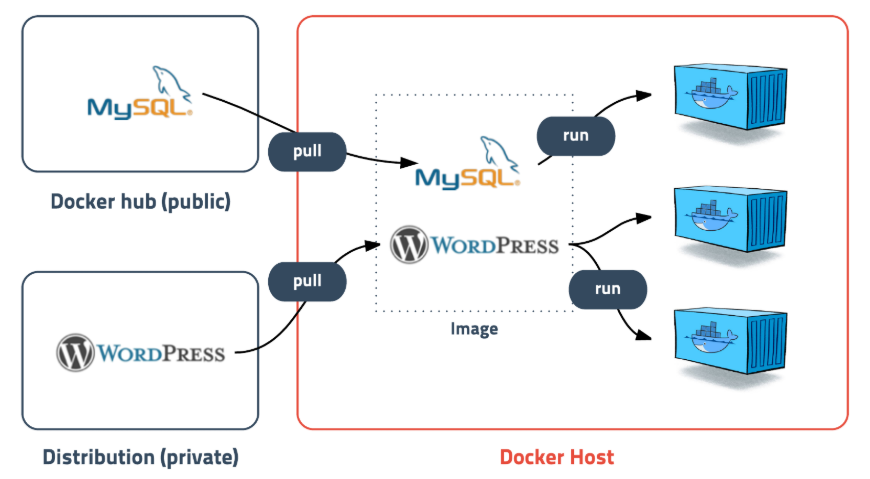 MySQL®
pull
Docker hub (public)
MySQL®
run
WORDPRESS
pull
run
Image
WORDPRESS
Distribution (private)
Docker Host